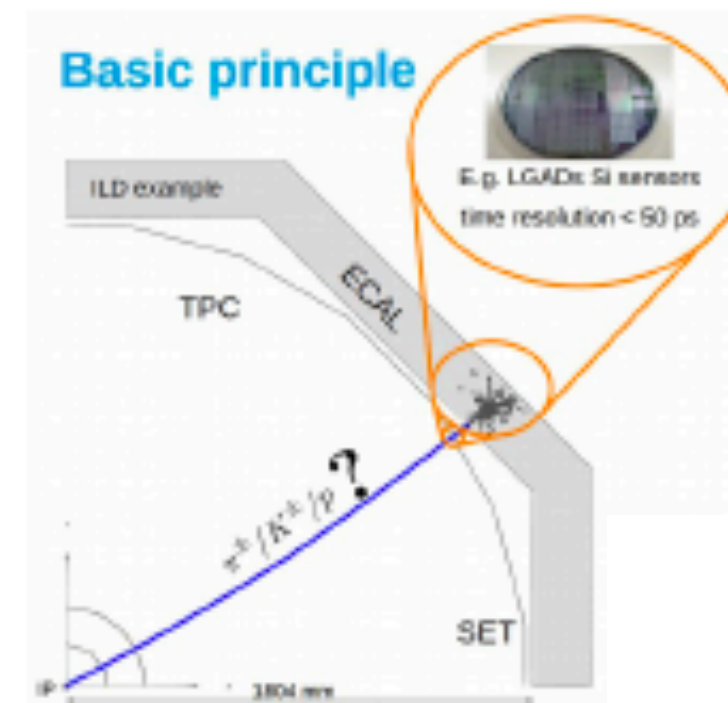 Basic principle
E.g. LGADs Si sensors
time resolution < 50 ps
ILD example
ECAL
TPC
?
π±/K±/p
SET
IP
1804 mm